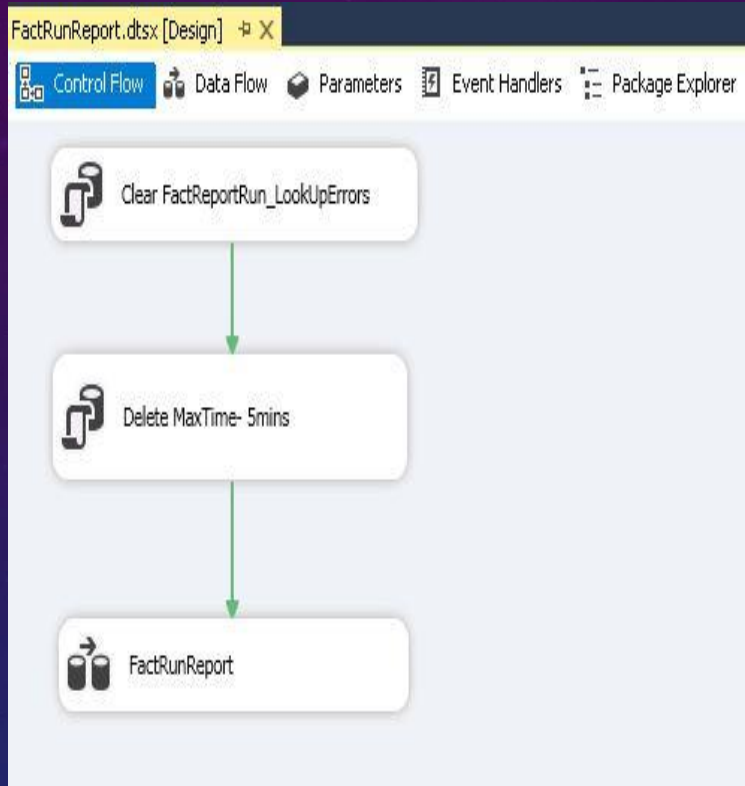 FactRunReport.dtsx [Design]
Control Flow Data Flow Parameters Event Handlers Package Explorer
Clear FactReportRun_LookUpErrors
Delete MaxTime- 5mins
FactRunReport